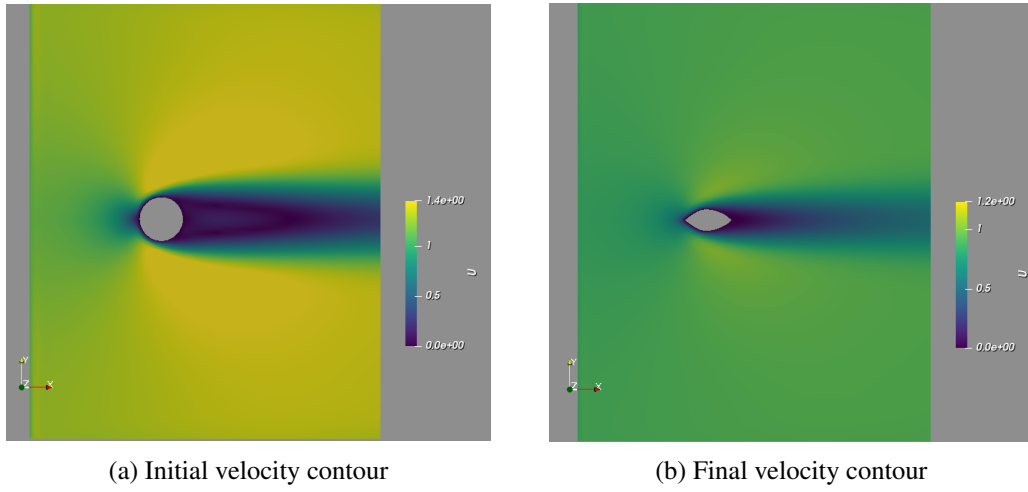 1.4e+00
1
0.5
0.0e+00
U
Y
Z
X
1.2e+00
1
0.5
0.0e+00
U
Y
Z
X
(a) Initial velocity contour
(b) Final velocity contour